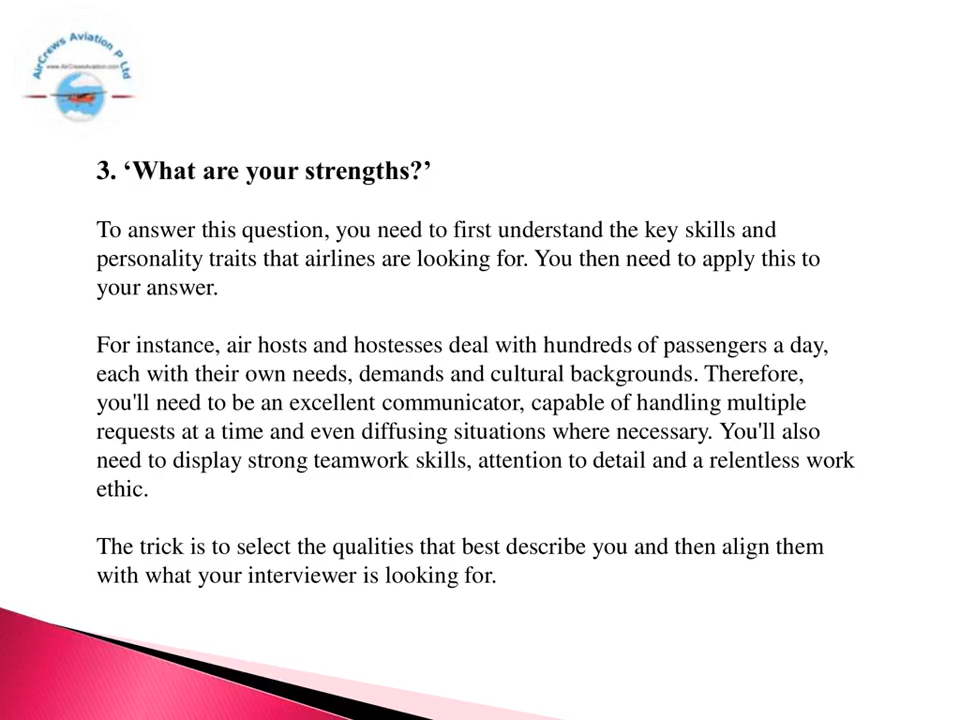 AirCrews Aviation P Ltd
www.AirCrewsAviation.com
3. ‘What are your strengths?’
To answer this question, you need to first understand the key skills and
personality traits that airlines are looking for. You then need to apply this to
your answer.
For instance, air hosts and hostesses deal with hundreds of passengers a day,
each with their own needs, demands and cultural backgrounds. Therefore,
you'll need to be an excellent communicator, capable of handling multiple
requests at a time and even diffusing situations where necessary. You'll also
need to display strong teamwork skills, attention to detail and a relentless work
ethic.
The trick is to select the qualities that best describe you and then align them
with what your interviewer is looking for.